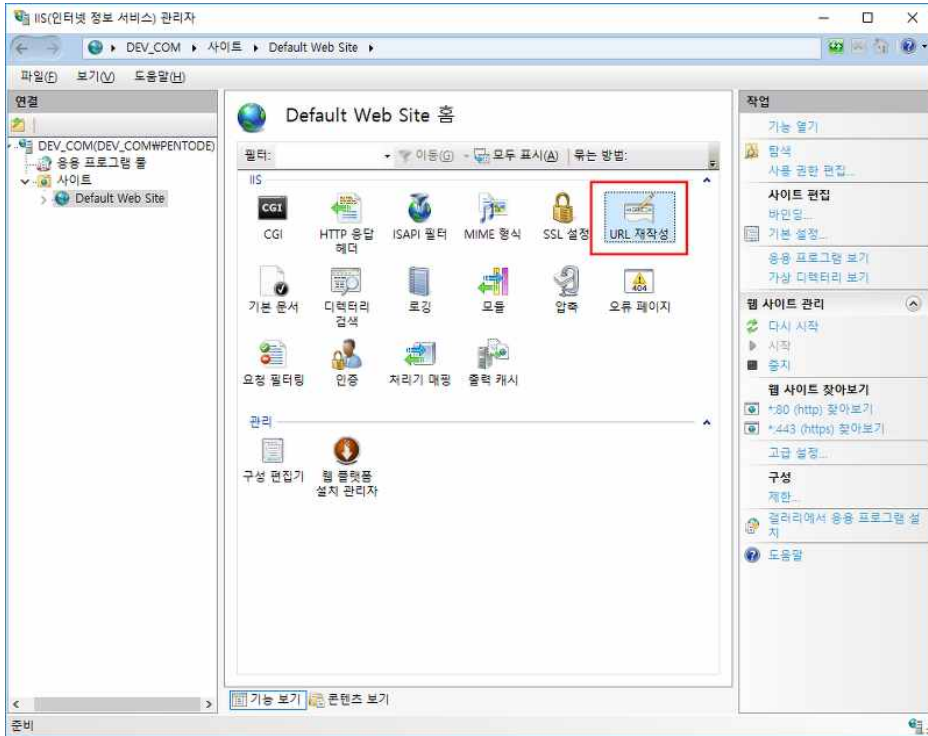 IIS(인터넷 정보 서비스) 관리자
DEV_COM 사이트 Default Web Site
파일(F) 보기(V) 도움말(H)
연결
DEV_COM(DEV_COM₩PENTODE)
응용 프로그램 풀
사이트
Default Web Site
Default Web Site 홈
필터: 이동(G) 모두 표시(A) 묶는 방법:
IIS
CGI
404
CGI HTTP 응답 ISAPI 필터 MIME 형식 SSL 설정 URL 재작성
헤더
기본 문서 디렉터리 로깅 모듈 압축 오류 페이지
검색
요청 필터링 인증 처리기 매핑 출력 캐시
관리
구성 편집기 웹 플랫폼
설치 관리자
기능 보기 콘텐츠 보기
작업
기능 열기
탐색
사용 권한 편집...
사이트 편집
바인딩...
기본 설정...
응용 프로그램 보기
가상 디렉터리 보기
웹 사이트 관리
다시 시작
시작
중지
웹 사이트 찾아보기
*:80 (http) 찾아보기
*:443 (https) 찾아보기
고급 설정...
구성
제한...
갤러리에서 응용 프로그램 설
치
도움말
준비